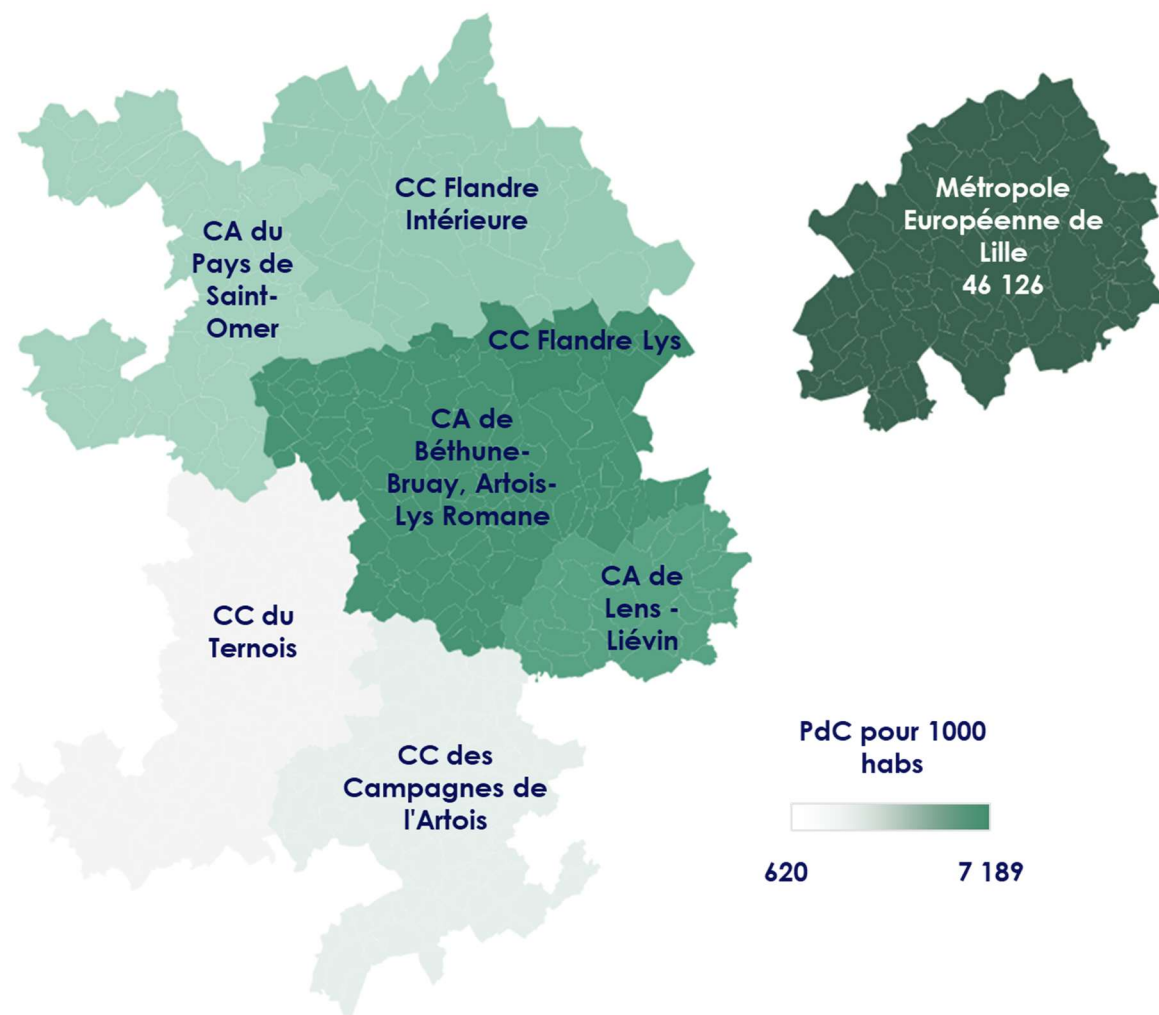 CC Flandre
Intérieure
CA du
Pays de
Saint-
Omer
CC Flandre Lys
CA de
Béthune-
Bruay, Artois-
Lys Romane
CA de
Lens -
Liévin
CC du
Ternois
CC des
Campagnes de
l'Artois
Métropole
Européenne de
Lille
46 126
PdC pour 1000
habs
620
7 189